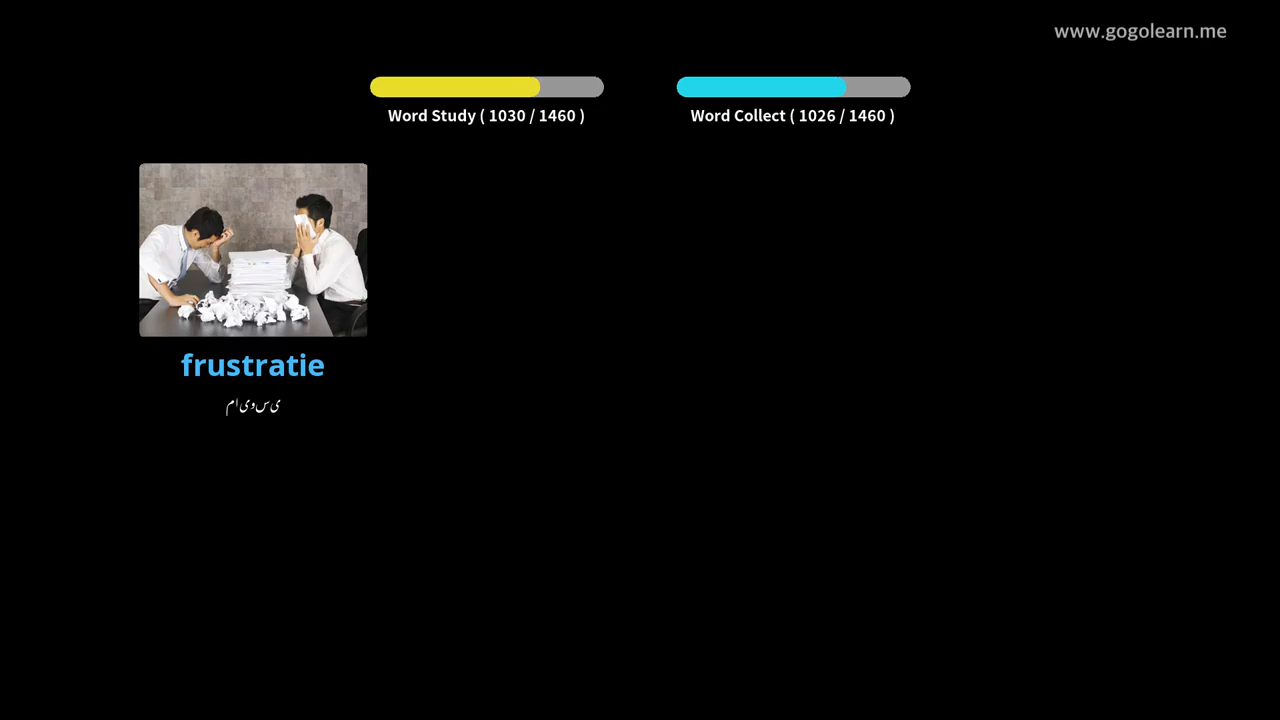 www.gogolearn.me
Word Study ( 1030 / 1460 )
Word Collect ( 1026 / 1460 )
frustratie
مایوسی